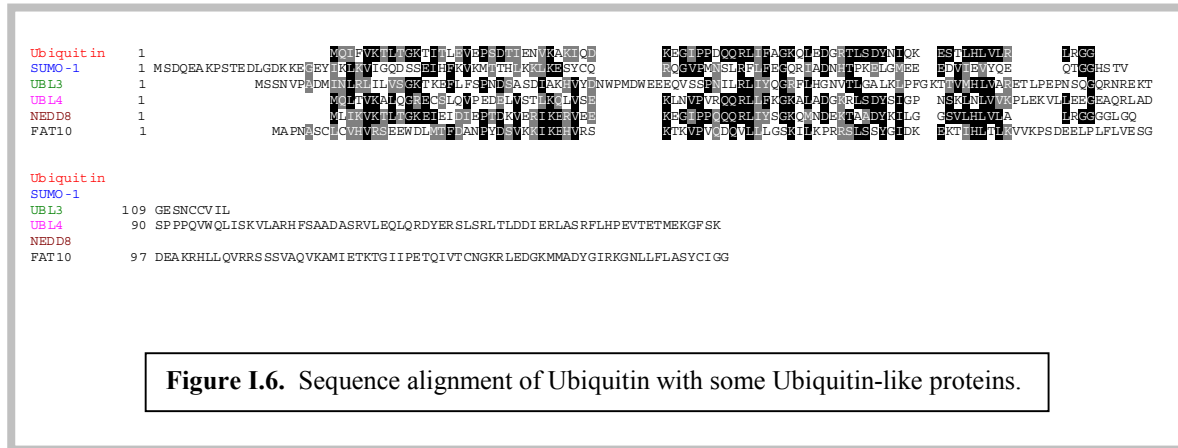 Ubiquitin 1 MQIFVKTLTGKTITLEVEPSDTIENVKAKIQD KEGIPPDQQRLIFAGKQLEDGRTLSDYNIQK ESTLHLVLR LRGG
SUMO-1 1 MSDQEAKPSTEDLGDKKEGEYIKLKVIGQDSSEIHFKVKMTTHLKKLKESYCQ RQGVPMNSLRFLFEGQRIADNHTPKELGMEE EDVIEVYQE QTGGHSTV
UBL3 1 MSSNVPADMINLRLILVSGKTKEFLFSPNDSASDIAKHVYDNWPMDWEEEQVSSPNILRLIYQGRFLHGNVTLGALKLPFGKTTVMHLVARETLPEPNSQGQRNREKT
UBL4 1 MQLTVKALQGRECSLQVPEDELVSTLKQLVSE KLNVPVRQQRLLFKGKALADGKRLSDYSIGP NSKLNLVVKPLEKVLLEEGEAQRLAD
NEDD8 1 MLIKVKTLTGKEIEIDIEPTDKVERIKERVEE KEGIPPQQQRLIYSGKQMNDEKTAADYKILG GSVLHLVLA LRGGGGLGQ
FAT10 1 MAPNASCLCVHVRSEEWDLMTFDANPYDSVKKIKEHVRS KTKVPVQDQVLLLGSKILKPRRSLSSYGIDK EKTIHLTLKVVKPSDEELPLFLVESG
Ubiquitin
SUMO-1
UBL3 109 GESNCCVIL
UBL4 90 SPPPQVWQLISKVLARHFSAADASRVLEQLQRDYERSLSRLTLDDIERLASRFLHPEVTETMEKGFSK
NEDD8
FAT10 97 DEAKRHLLQVRRSSSVAQVKAMIETKTGIIPETQIVTCNGKRLEDGKMMADYGIRKGNLLFLASYCIGG
Figure I.6. Sequence alignment of Ubiquitin with some Ubiquitin-like proteins.